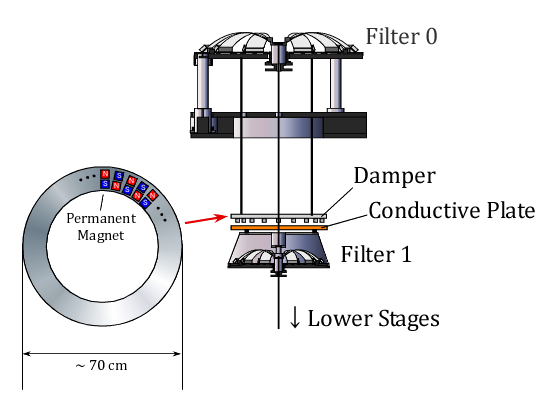 Filter 0
N S N S N
S N S N S
Permanent
Magnet
Damper
Conductive Plate
Filter 1
↓ Lower Stages
~ 70 cm